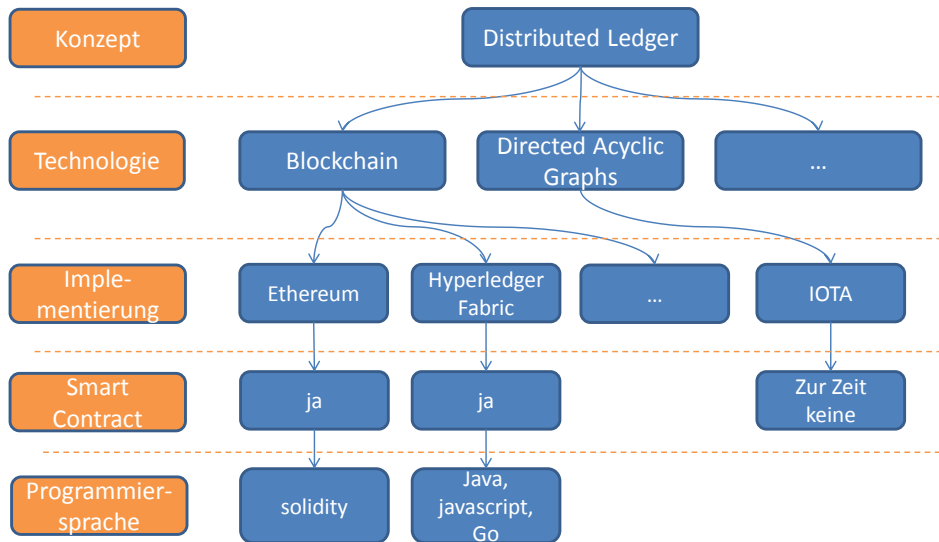 Konzept
Distributed Ledger
Technologie
Blockchain
Directed Acyclic
Graphs
...
Imple-
mentierung
Ethereum
Hyperledger
Fabric
...
IOTA
Smart
Contract
ja
ja
Zur Zeit
keine
Programmier-
sprache
solidity
Java,
javascript,
Go